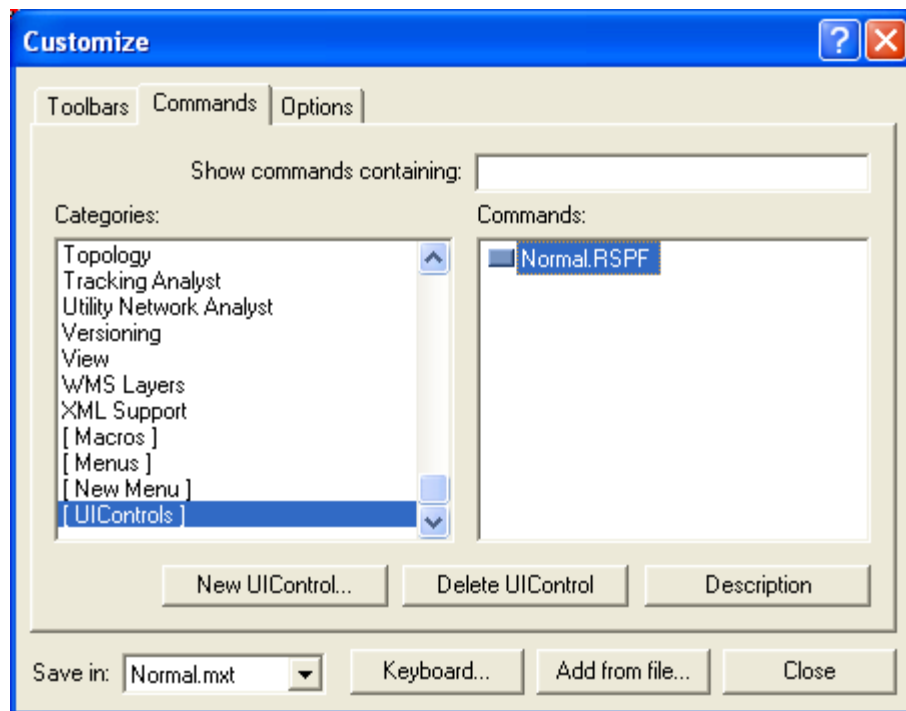 Customize
Toolbars Commands Options
Show commands containing:
Categories:
Topology
Tracking Analyst
Utility Network Analyst
Versioning
View
WMS Layers
XML Support
[ Macros ]
[ Menus ]
[ New Menu ]
[ UIControls ]
Commands:
Normal.RSPF
New UIControl... Delete UIControl Description
Save in: Normal.mxt Keyboard... Add from file... Close